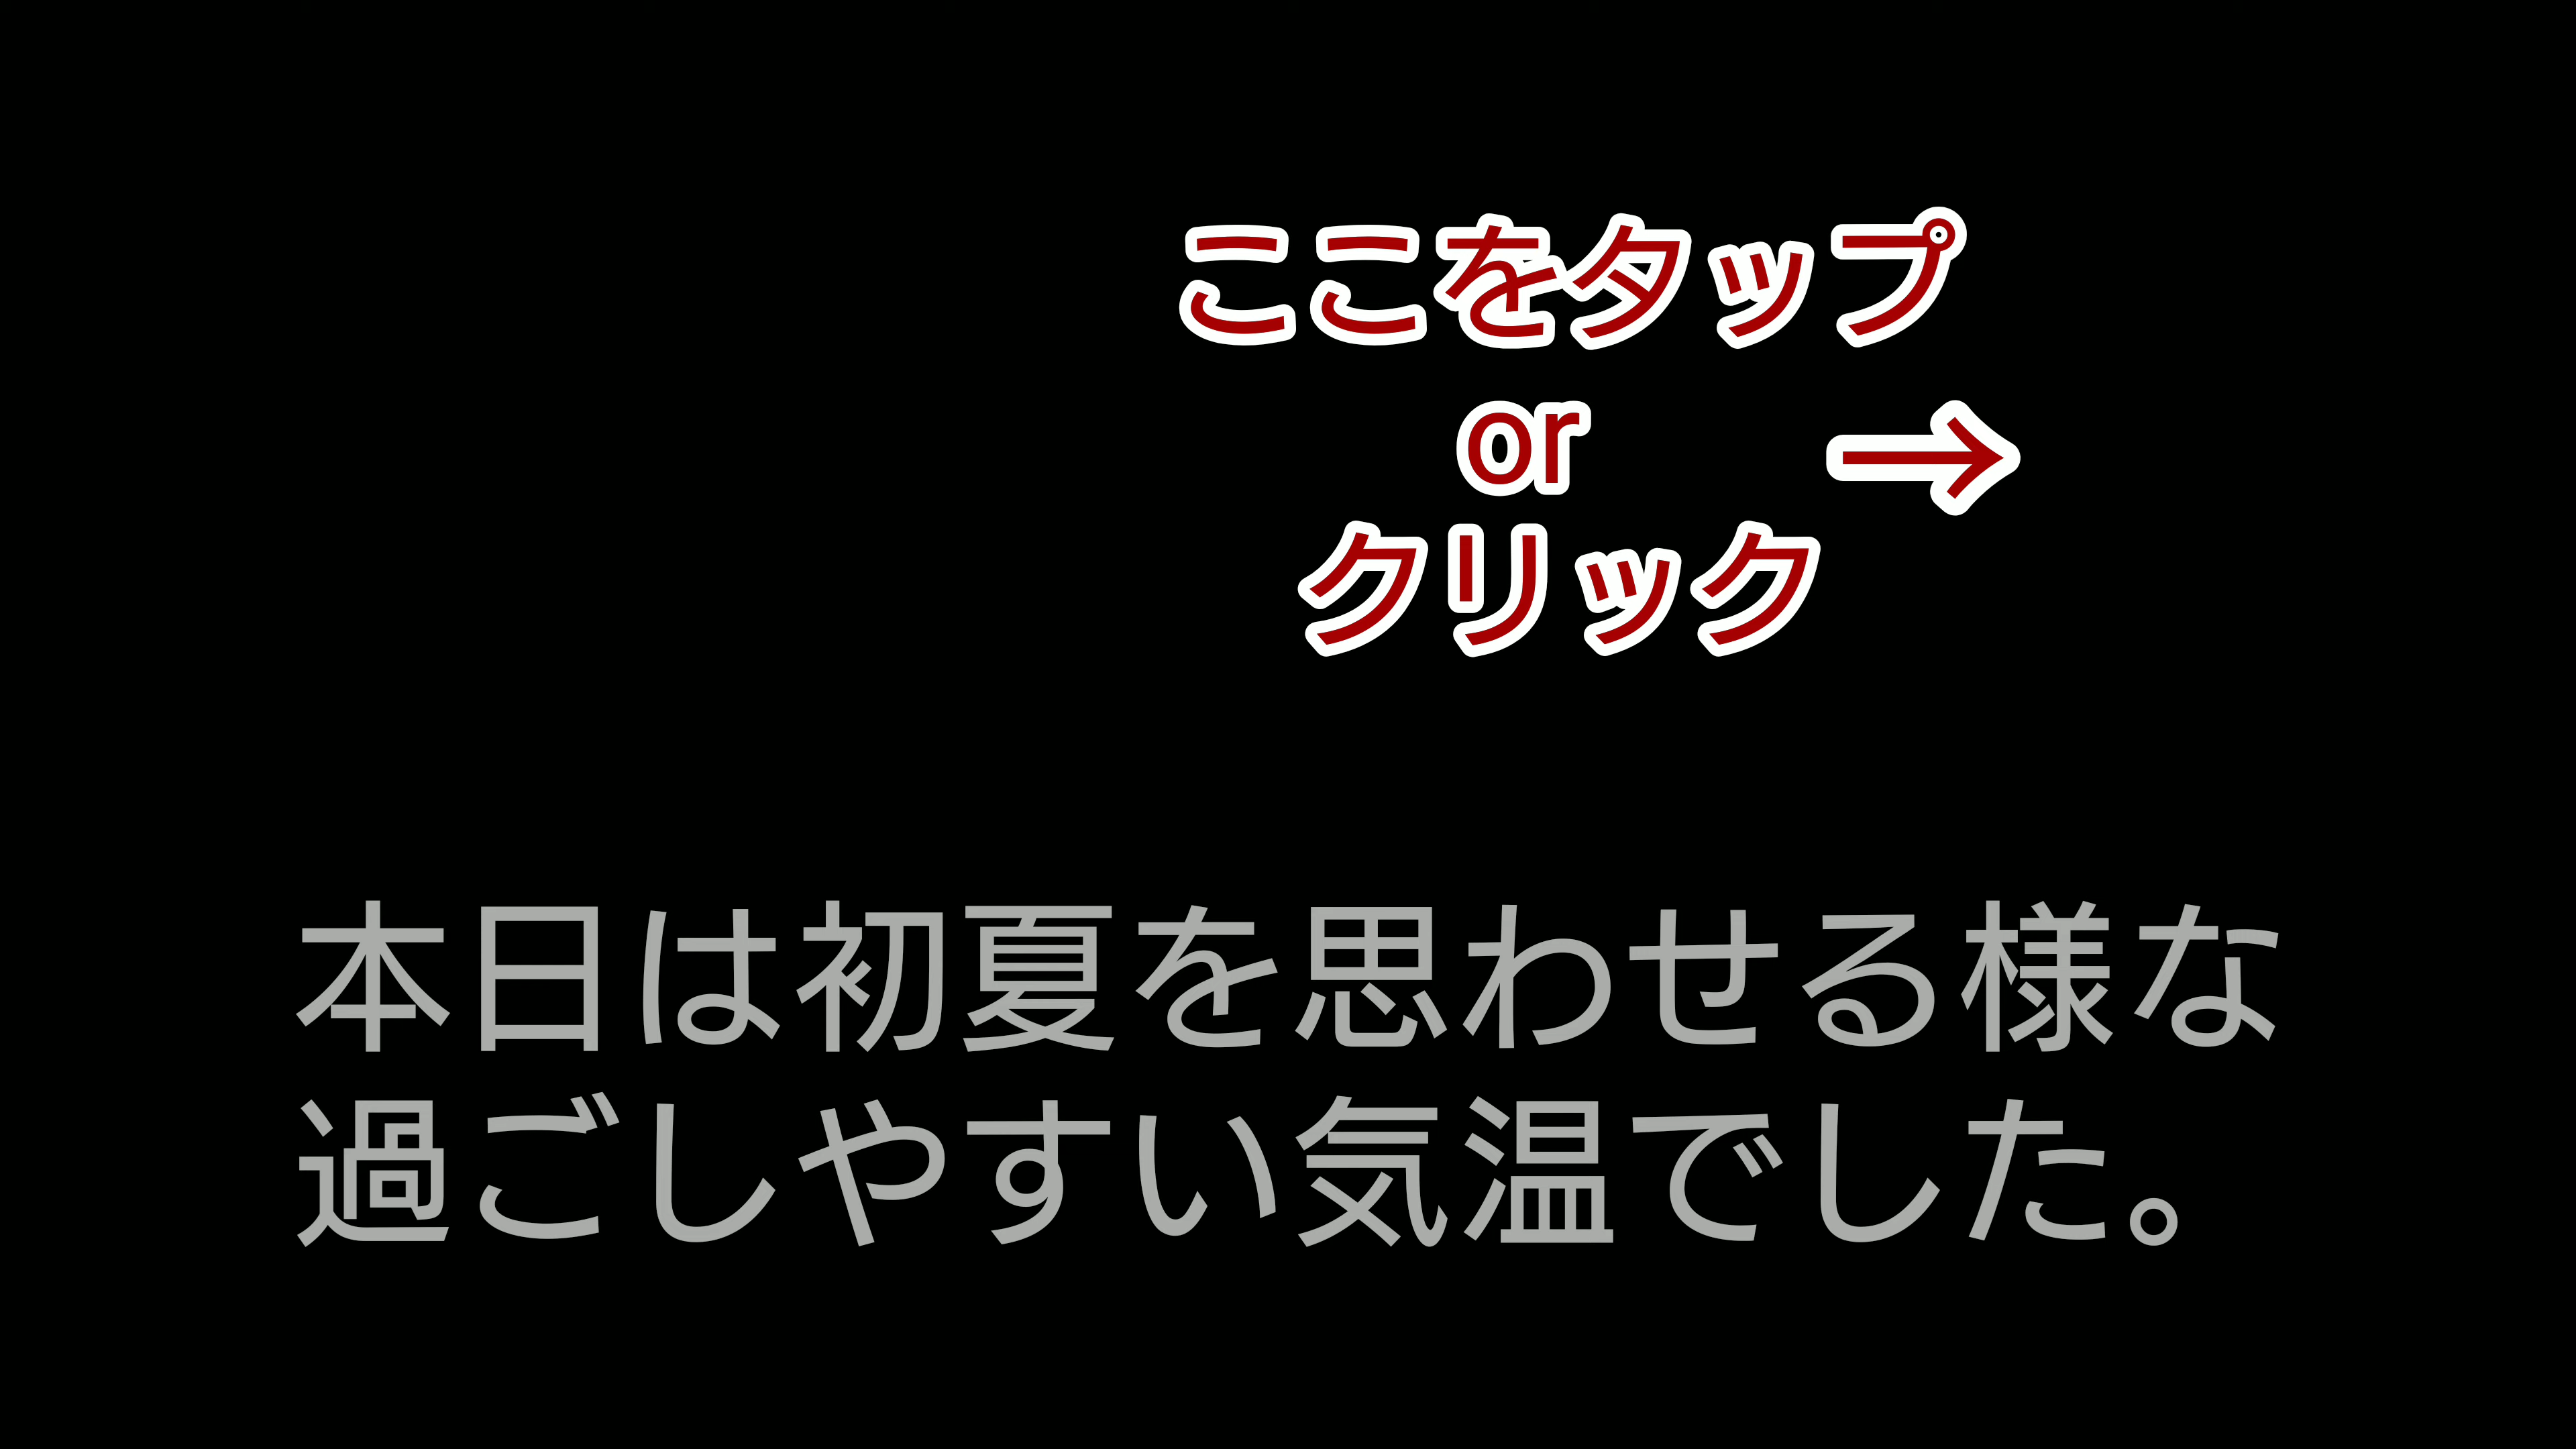 ここをタップ
or →
クリック
本日は初夏を思わせる様な
過ごしやすい気温でした。